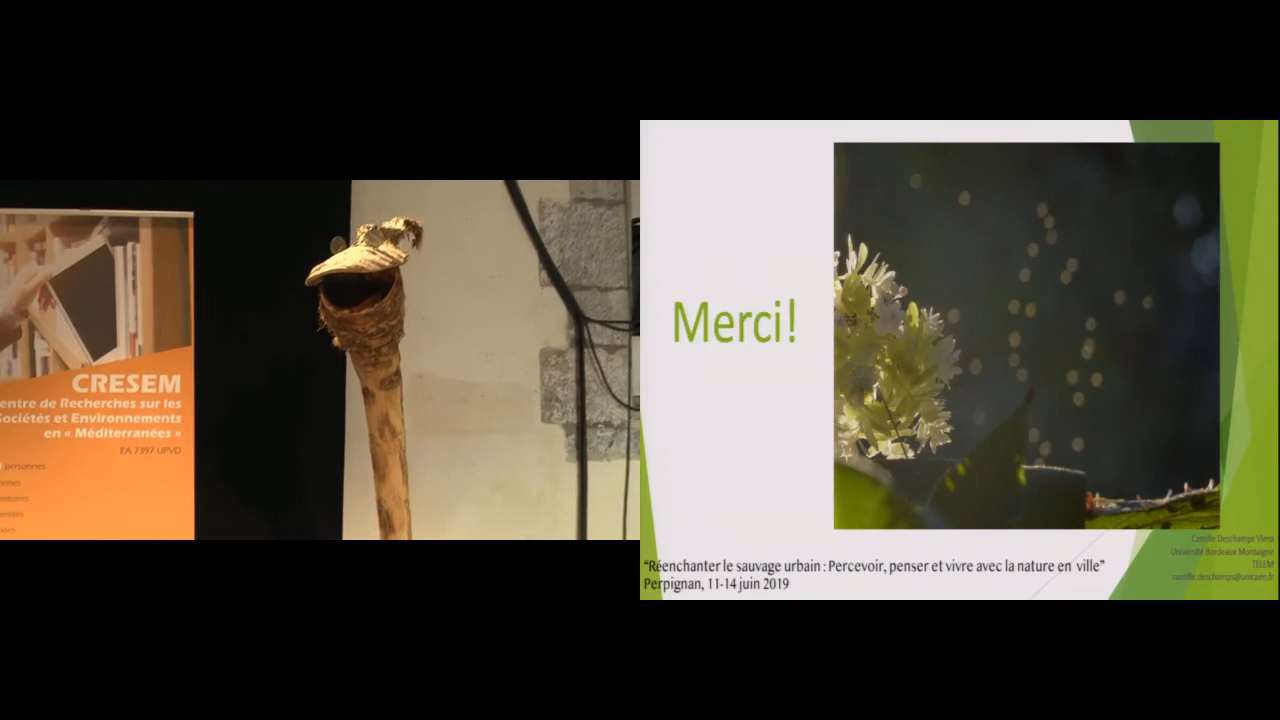 CRESEM
entre de Recherches sur les
Sociétés et Environnements
en « Méditerranées »
EA 7397 UPVD
personnes
Merci!
“Réenchanter le sauvage urbain : Percevoir, penser et vivre avec la nature en ville”
Perpignan, 11-14 juin 2019
Camille Deschamps Vierø
Université Bordeaux Montaigne
TELEM
camille.deschamps@unicaen.fr